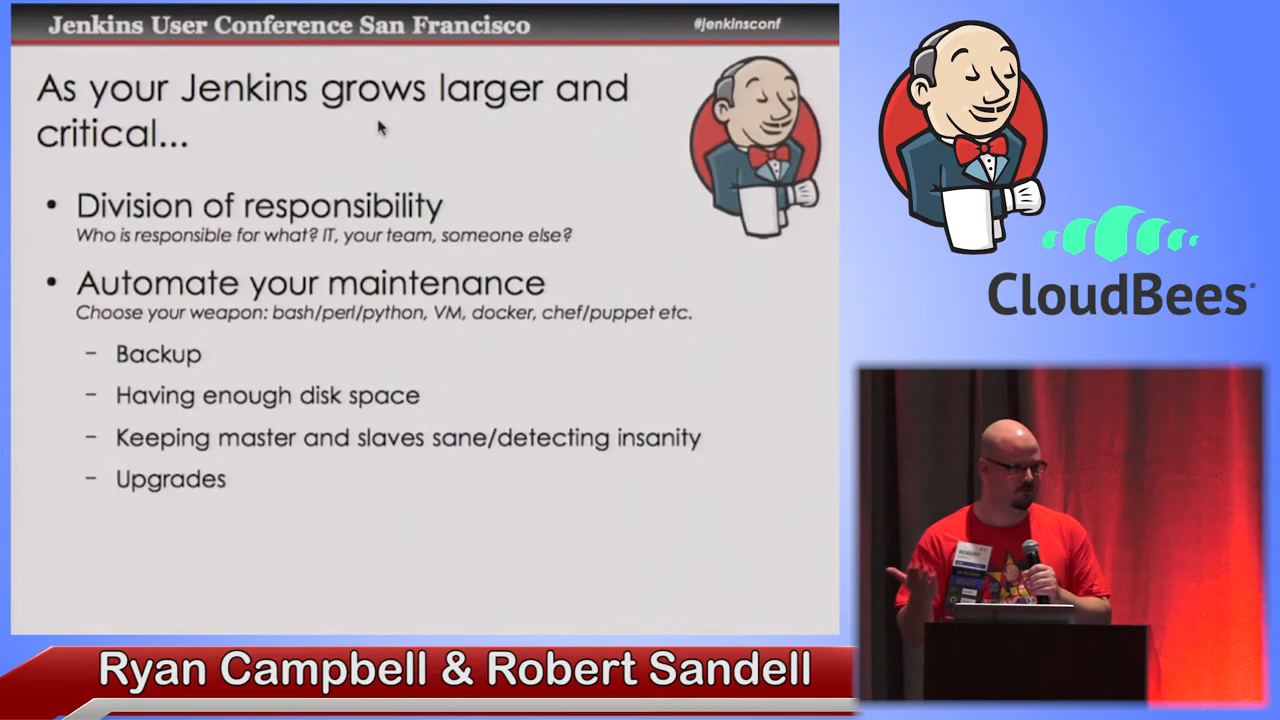 Jenkins User Conference San Francisco
#jenkinsconf
As your Jenkins grows larger and
critical...
• Division of responsibility
Who is responsible for what? IT, your team, someone else?
• Automate your maintenance
Choose your weapon: bash/perl/python, VM, docker, chef/puppet etc.
– Backup
– Having enough disk space
– Keeping master and slaves sane/detecting insanity
– Upgrades
CloudBees
ROBERT
Ryan Campbell & Robert Sandell